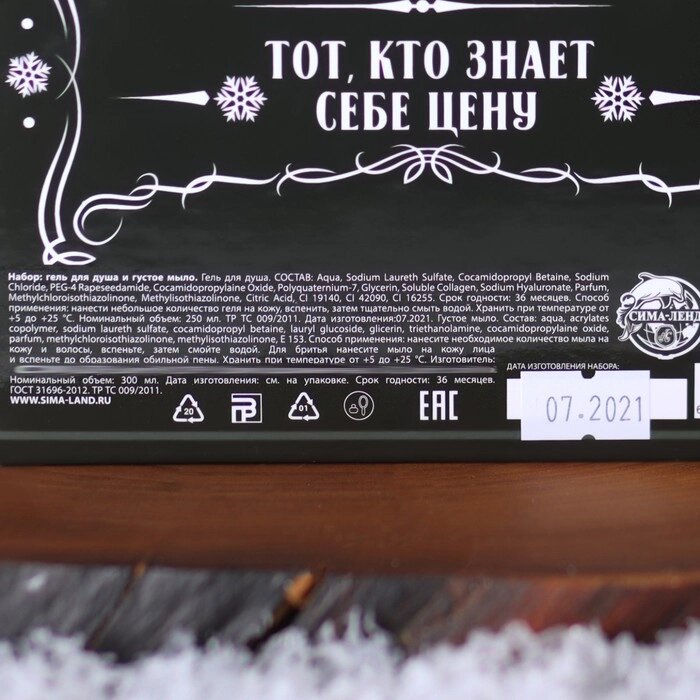 ТОТ, КТО ЗНАЕТ
СЕБЕ ЦЕНУ
Набор: гель для душа и густое мыло. Гель для душа. СОСТАВ: Aqua, Sodium Laureth Sulfate, Cocamidopropyl Betaine, Sodium
Chloride, PEG-4 Rapeseedamide, Cocamidopropylaine Oxide, Polyquaternium-7, Glycerin, Soluble Collagen, Sodium Hyaluronate, Parfum,
Methylchloroisothiazolinone, Methylisothiazolinone, Citric Acid, CI 19140, CI 42090, CI 16255. Срок годности: 36 месяцев. Способ
применения: нанести небольшое количество геля на кожу, вспенить, затем тщательно смыть водой. Хранить при температуре от
+5 до +25 °С. Номинальный объем: 250 мл. ТР ТС 009/2011. Дата изготовления:07.2021. Густое мыло. Состав: aqua, acrylates
copolymer, sodium laureth sulfate, cocamidopropyl betaine, lauryl glucoside, glicerin, triethanolamine, cocamidopropylaine oxide,
parfum, methylchloroisothiazolinone, methylisothiazolinone, E 153. Способ применения: нанесите необходимое количество мыла на
кожу и волосы, вспеньте, затем смойте водой. Для бритья нанесите мыло на кожу лица
и вспеньте до образования обильной пены. Хранить при температуре от +5 до +25 °С. Изготовитель:
Номинальный объем: 300 мл. Дата изготовления: см. на упаковке. Срок годности: 36 месяцев.
ГОСТ 31696-2012. ТР ТС 009/2011.
WWW.SIMA-LAND.RU
20
01
EAC
СИМА-ЛЕНД
ДАТА ИЗГОТОВЛЕНИЯ НАБОРА:
07.2021